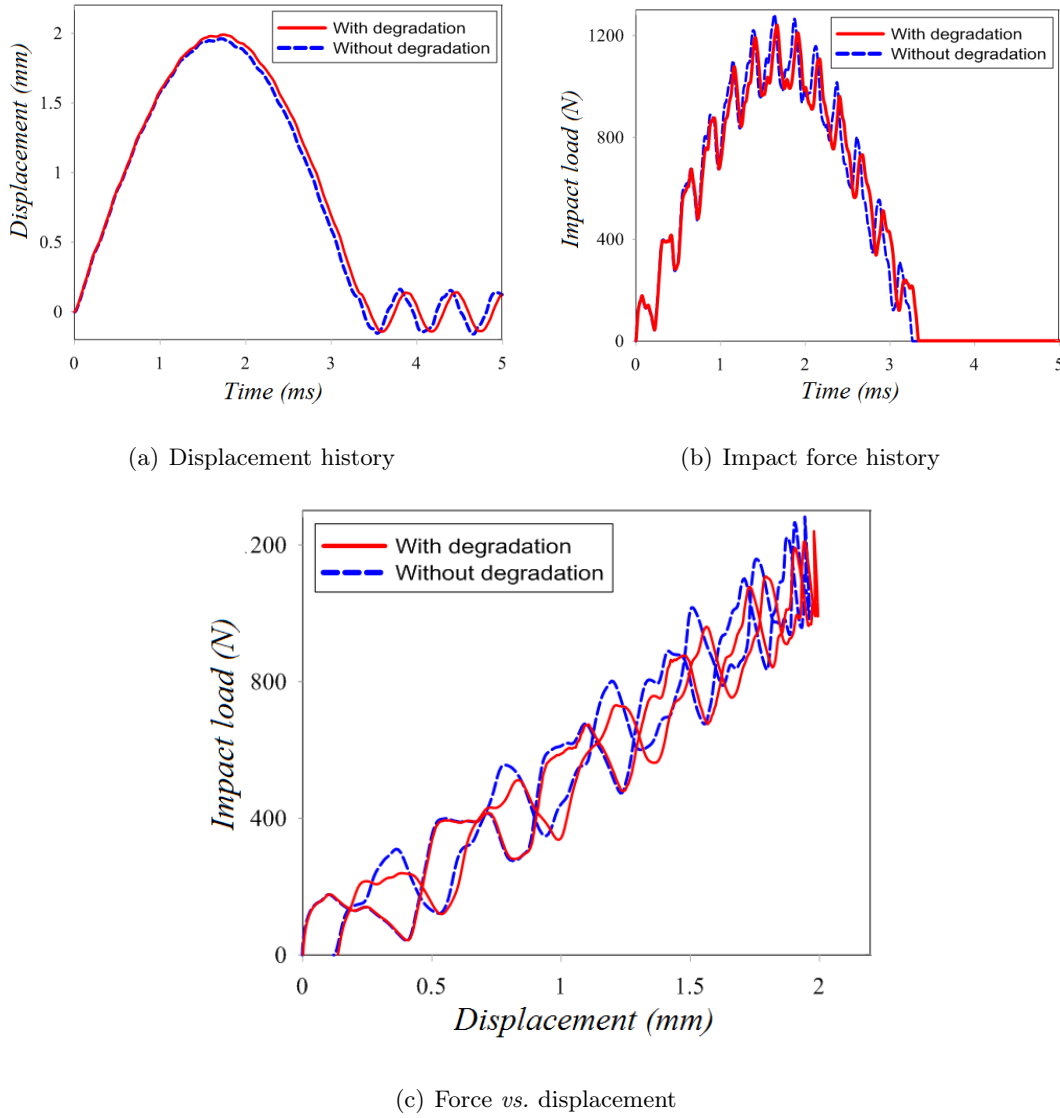 2
1.5
1
0.5
0
0
1
2
3
4
5
Displacement (mm)
Time (ms)
With degradation
Without degradation
1200
800
400
0
0
1
2
3
4
5
Impact load (N)
Time (ms)
With degradation
Without degradation
(a) Displacement history
(b) Impact force history
With degradation
Without degradation
200
800
400
0
0
0.5
1
1.5
2
Impact load (N)
Displacement (mm)
(c) Force vs. displacement